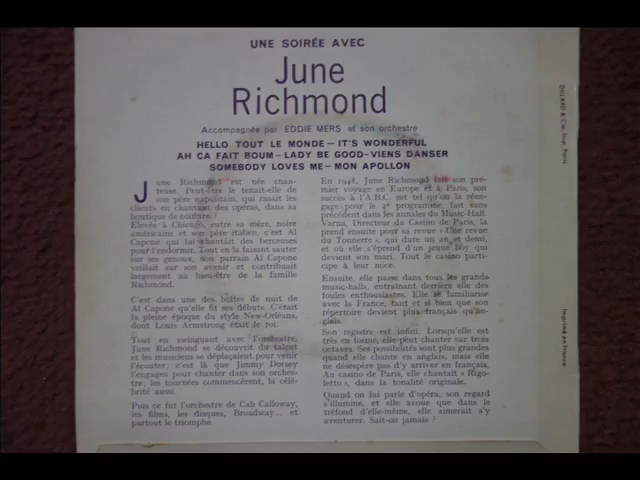 UNE SOIRÉE AVEC
June
Richmond
Accompagnée par EDDIE MERS et son orchestre
HELLO TOUT LE MONDE – IT'S WONDERFUL
AH CA FAIT BOUM – LADY BE GOOD – VIENS DANSER
SOMEBODY LOVES ME – MON APOLLON
June Richmond est née chan-
teuse. Peut-être le tenait-elle de
son père napolitain, qui rasait les
clients en chantant des opéras, dans sa
boutique de coiffure ?
Elevée à Chicago, entre sa mère, noire
américaine et son père italien, c'est Al
Capone qui lui chantait des berceuses
pour l'endormir. Tout en la faisant sauter
sur ses genoux, son parrain Al Capone
veillait sur son avenir et contribuait
largement au bien-être de la famille
Richmond.
C'est dans une des boîtes de nuit de
Al Capone qu'elle fit ses débuts. C'était
la pleine époque du style New-Orléans,
dont Louis Armstrong était le roi.
Tout en swinguant avec l'orchestre,
June Richmond se découvrit du talent
et les musiciens se déplaçaient pour venir
l'écouter; c'est là que Jimmy Dorsey
l'engagea pour chanter dans son orches-
tre; les tournées commencèrent, la célé-
brité aussi.
Puis ce fut l'orchestre de Cab Calloway,
les films, les disques, Broadway... et
partout le triomphe.
En 1948, June Richmond fait son pre-
mier voyage en Europe et à Paris, son
succès à l'A.B.C. est tel qu'on la réen-
gage pour le 2e programme, fait sans
précédent dans les annales du Music-Hall.
Varna, Directeur du Casino de Paris, la
prend ensuite pour sa revue « Une revue
du Tonnerre », qui dure un an et demi,
et où elle s'éprend d'un jeune boy qui
devient son mari. Tout le casino parti-
cipe à leur noce.
Ensuite, elle passe dans tous les grands
music-halls, entraînant derrière elle des
foules enthousiastes. Elle se familiarise
avec la France, tant et si bien que son
répertoire devient plus français qu'an-
glais.
Son registre est infini. Lorsqu'elle est
très en forme, elle peut chanter sur trois
octaves. Ses possibilités sont plus grandes
quand elle chante en anglais, mais elle
ne désespère pas d'y arriver en français.
Au casino de Paris, elle chantait « Rigo-
letto », dans la tonalité originale.
Quand on lui parle d'opéra, son regard
s'illumine, et elle avoue que dans le
tréfond d'elle-même, elle aimerait s'y
aventurer. Sait-on jamais ?
& Cie, Imp. Paris
Imprimé en France